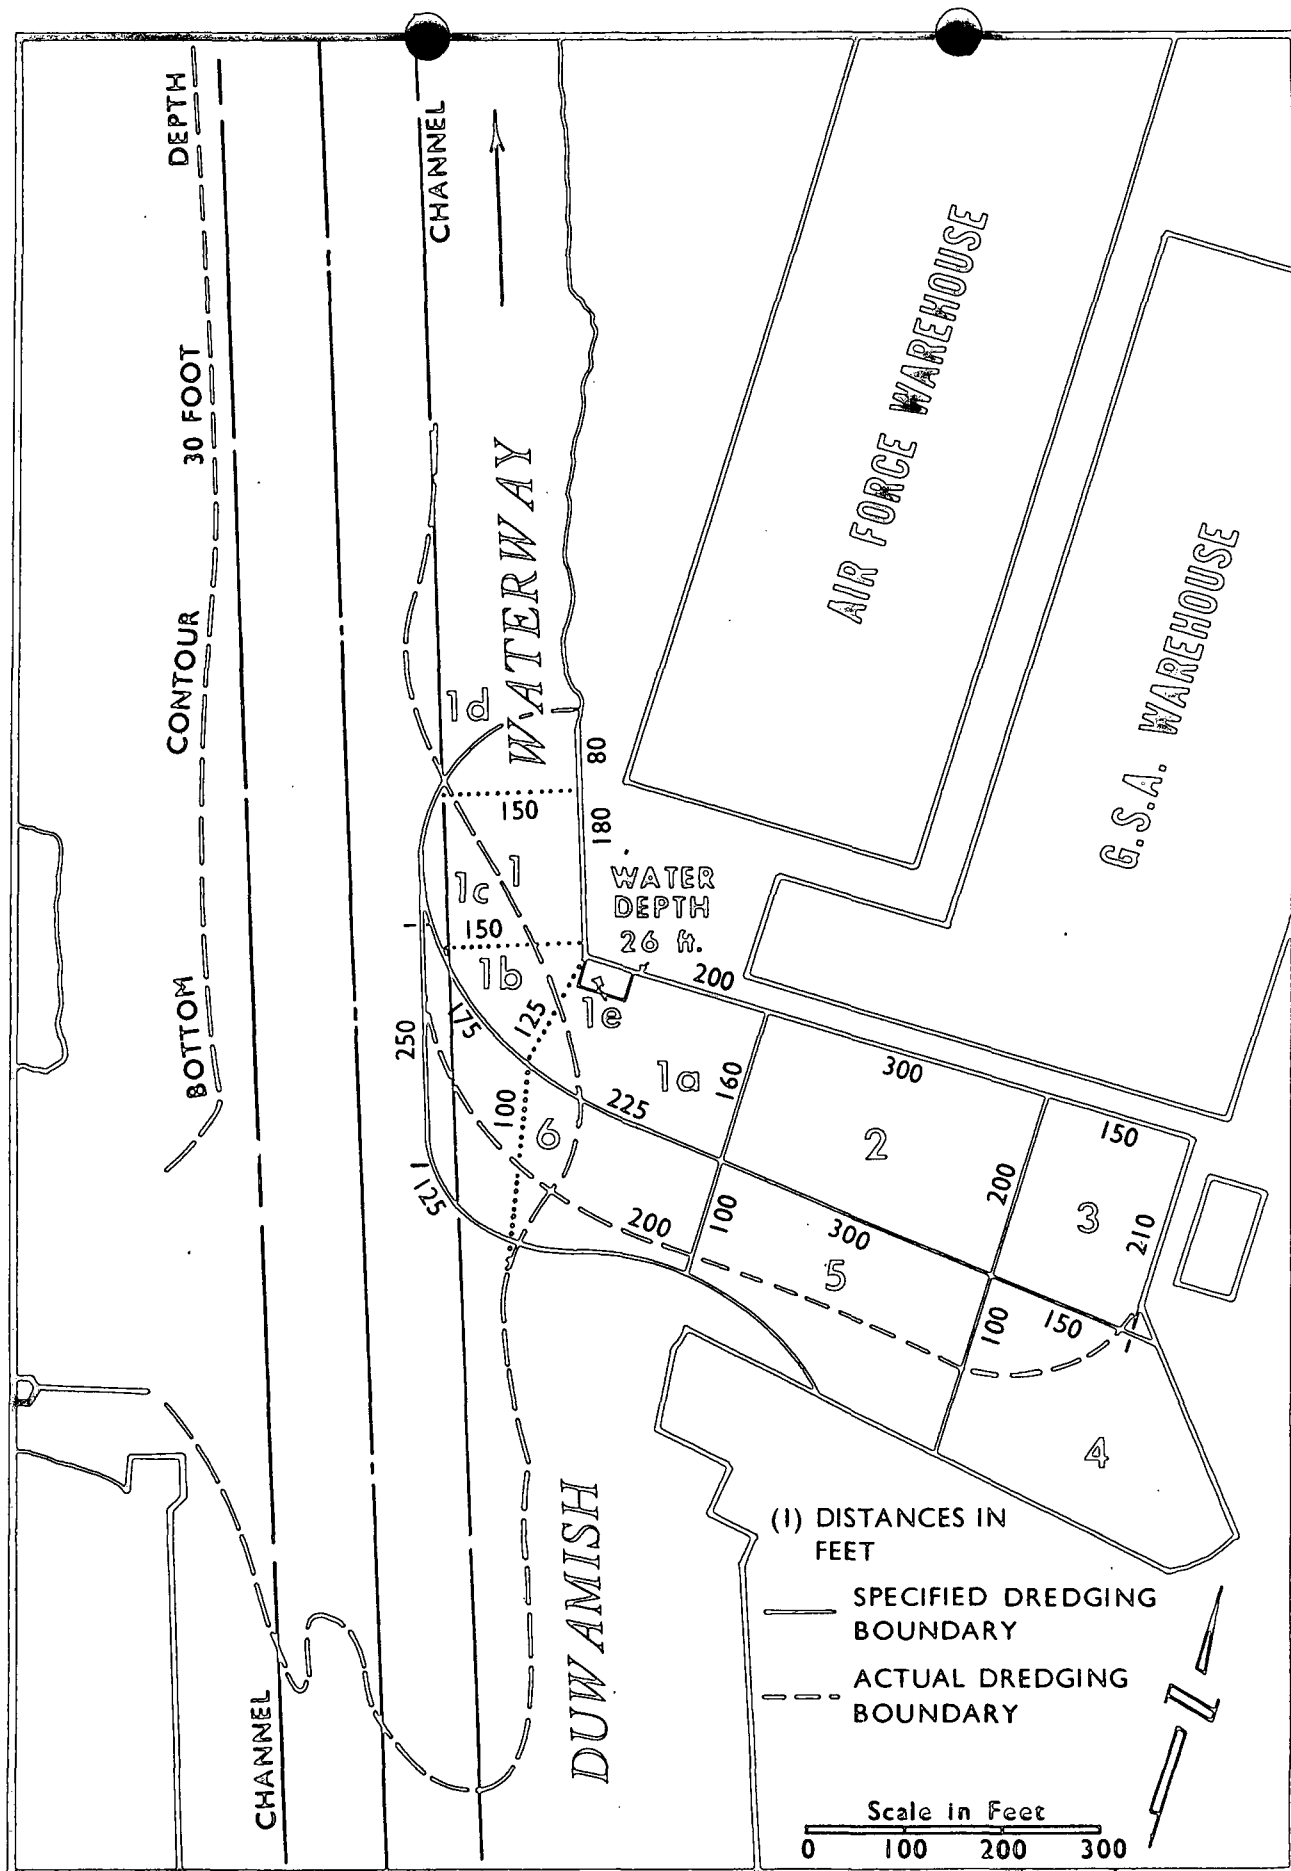 DEPTH
30 FOOT
CONTOUR
BOTTOM
CHANNEL
WATERWAY
AIR FORCE WAREHOUSE
G.S.A. WAREHOUSE
1d
80
150
180
1
1c
WATER
DEPTH
26 ft.
150
1b
200
1e
125
175
250
1a
160
300
225
100
6
150
2
200
125
3
210
200
100
300
5
100
150
4
DUWAMISH
CHANNEL
(1) DISTANCES IN
FEET
SPECIFIED DREDGING
BOUNDARY
ACTUAL DREDGING
BOUNDARY
N
Scale in Feet
0 100 200 300